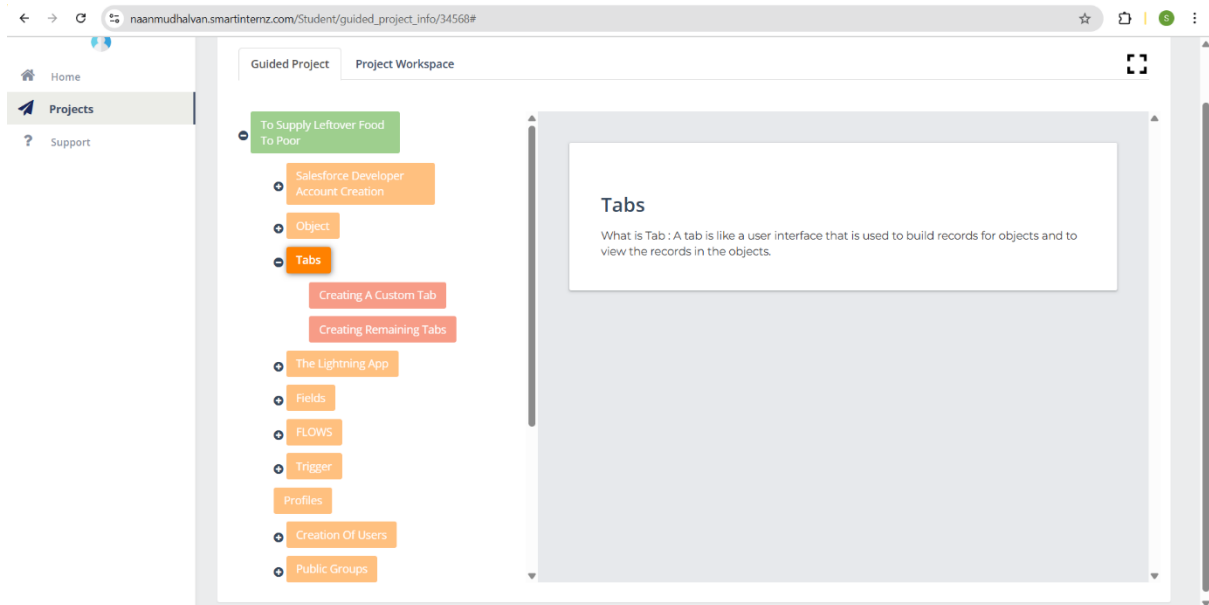 naanmudhalvan.smartinternz.com/Student/guided_project_info/34568#
S
Home
Projects
Support
Guided Project
Project Workspace
To Supply Leftover Food
To Poor
Salesforce Developer
Account Creation
Object
Tabs
Creating A Custom Tab
Creating Remaining Tabs
The Lightning App
Fields
FLOWS
Trigger
Profiles
Creation Of Users
Public Groups
Tabs
What is Tab : A tab is like a user interface that is used to build records for objects and to
view the records in the objects.